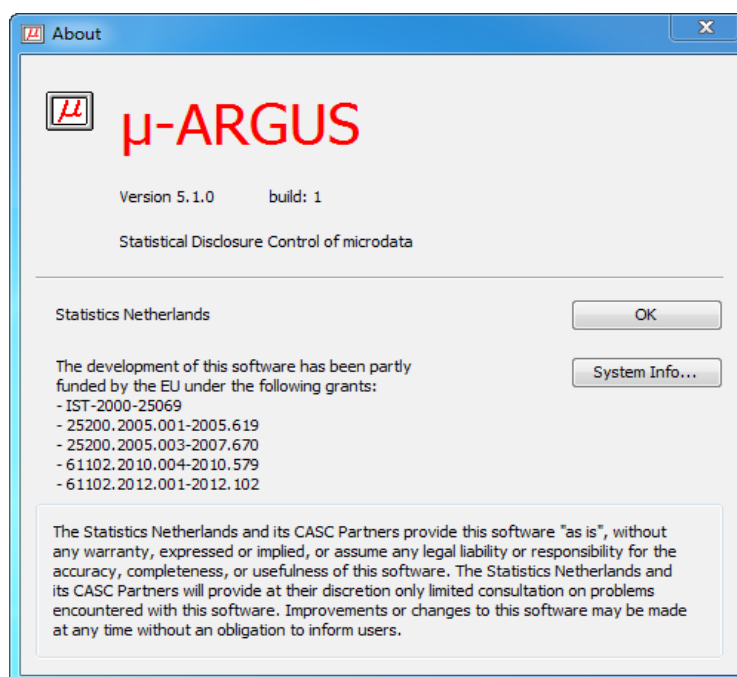 μ About
X
μ
μ-ARGUS
Version 5.1.0 build: 1
Statistical Disclosure Control of microdata
Statistics Netherlands
OK
The development of this software has been partly
funded by the EU under the following grants:
- IST-2000-25069
- 25200.2005.001-2005.619
- 25200.2005.003-2007.670
- 61102.2010.004-2010.579
- 61102.2012.001-2012.102
System Info...
The Statistics Netherlands and its CASC Partners provide this software "as is", without
any warranty, expressed or implied, or assume any legal liability or responsibility for the
accuracy, completeness, or usefulness of this software. The Statistics Netherlands and
its CASC Partners will provide at their discretion only limited consultation on problems
encountered with this software. Improvements or changes to this software may be made
at any time without an obligation to inform users.